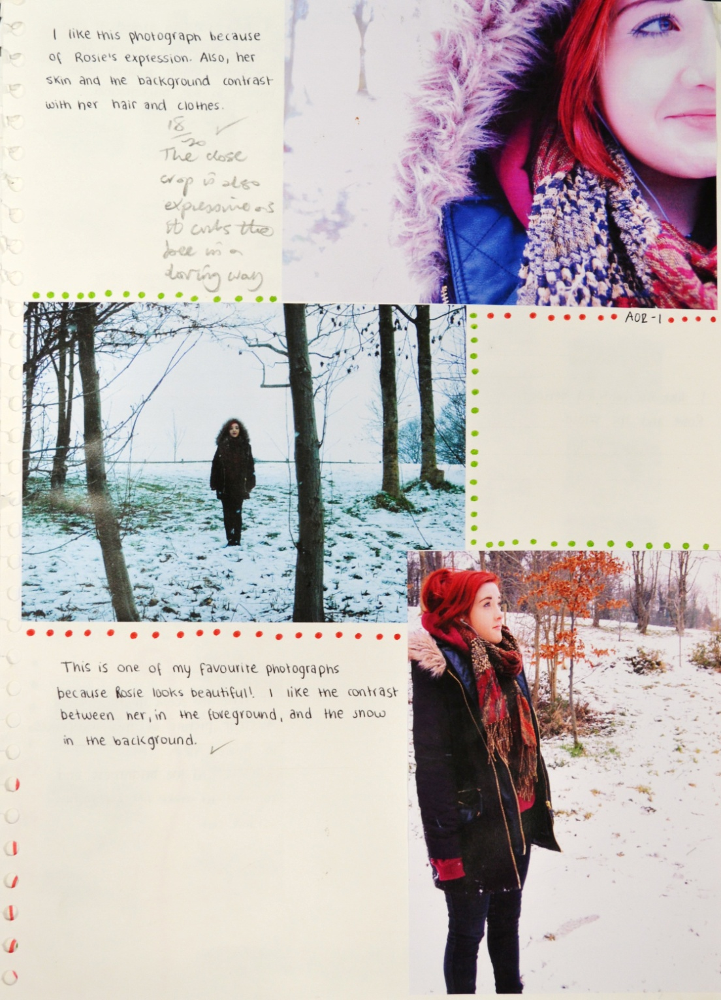 I like this photograph because
of Rosie's expression. Also, her
skin and the background contrast
with her hair and clothes.
18
20
The close
crop is also
expressive as
it cuts the
face in a
daring way
AOR-1
This is one of my favourite photographs
because Rosie looks beautiful! I like the contrast
between her, in the foreground, and the snow
in the background.